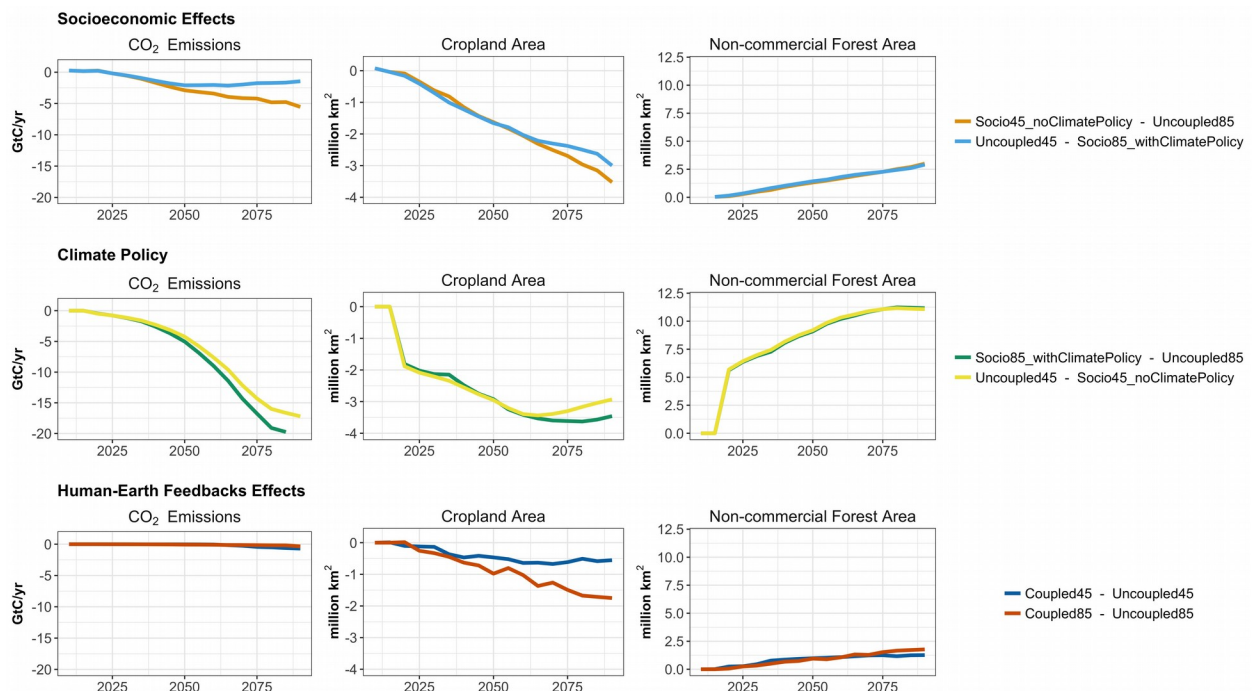 Socioeconomic Effects
CO2 Emissions
Cropland Area
Non-commercial Forest Area
GtC/yr
0
-5
-10
-15
-20
2025 2050 2075
million km2
0
-1
-2
-3
-4
2025 2050 2075
million km2
12.5
10.0
7.5
5.0
2.5
0.0
2025 2050 2075
Socio45_noClimatePolicy - Uncoupled85
Uncoupled45 - Socio85_withClimatePolicy
Climate Policy
CO2 Emissions
Cropland Area
Non-commercial Forest Area
GtC/yr
0
-5
-10
-15
-20
2025 2050 2075
million km2
0
-1
-2
-3
-4
2025 2050 2075
million km2
12.5
10.0
7.5
5.0
2.5
0.0
2025 2050 2075
Socio85_withClimatePolicy - Uncoupled85
Uncoupled45 - Socio45_noClimatePolicy
Human-Earth Feedbacks Effects
CO2 Emissions
Cropland Area
Non-commercial Forest Area
GtC/yr
0
-5
-10
-15
-20
2025 2050 2075
million km2
0
-1
-2
-3
-4
2025 2050 2075
million km2
12.5
10.0
7.5
5.0
2.5
0.0
2025 2050 2075
Coupled45 - Uncoupled45
Coupled85 - Uncoupled85